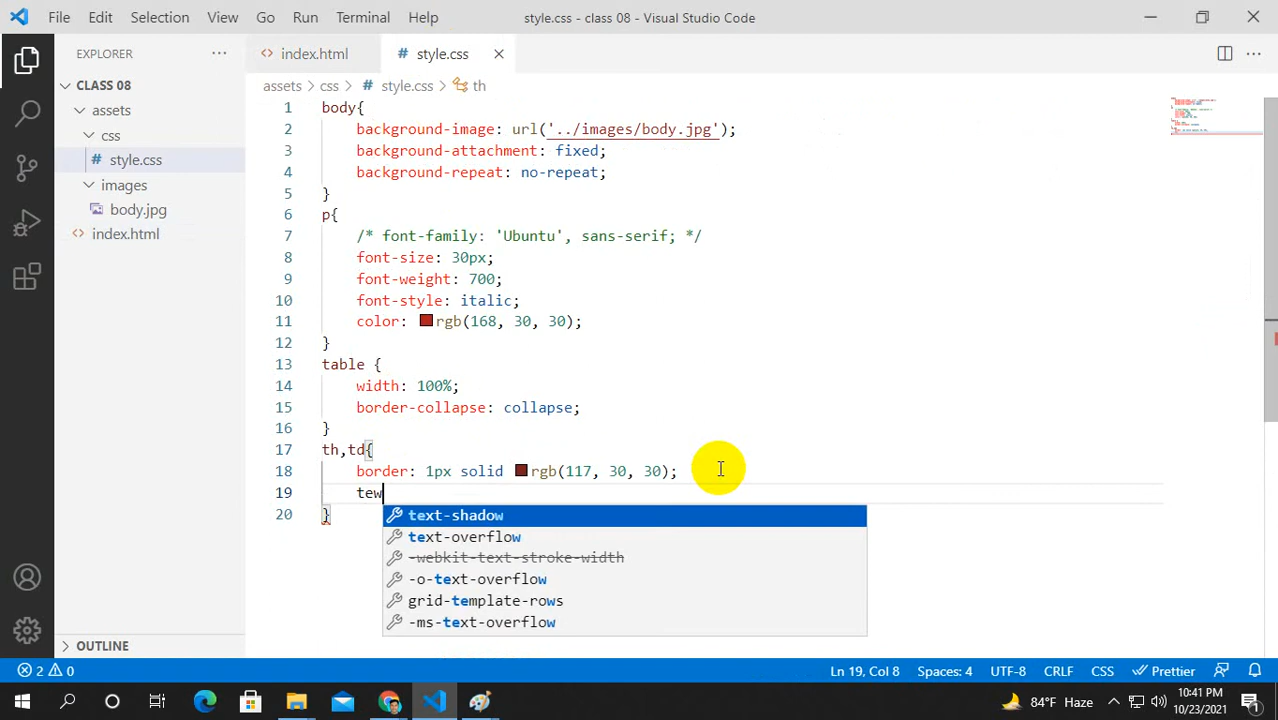 File Edit Selection View Go Run Terminal Help style.css - class 08 - Visual Studio Code
EXPLORER ··· <> index.html # style.css
CLASS 08 assets > css > # style.css > th
assets
css
# style.css
images
body.jpg
<> index.html
1 body{
2 background-image: url('../images/body.jpg');
3 background-attachment: fixed;
4 background-repeat: no-repeat;
5 }
6 p{
7 /* font-family: 'Ubuntu', sans-serif; */
8 font-size: 30px;
9 font-weight: 700;
10 font-style: italic;
11 color: rgb(168, 30, 30);
12 }
13 table {
14 width: 100%;
15 border-collapse: collapse;
16 }
17 th,td{
18 border: 1px solid rgb(117, 30, 30);
19 tew
20 }
text-shadow
text-overflow
-webkit-text-stroke-width
-o-text-overflow
grid-template-rows
-ms-text-overflow
OUTLINE
2 0 Ln 19, Col 8 Spaces: 4 UTF-8 CRLF CSS Prettier
84°F Haze 10:41 PM
10/23/2021 1